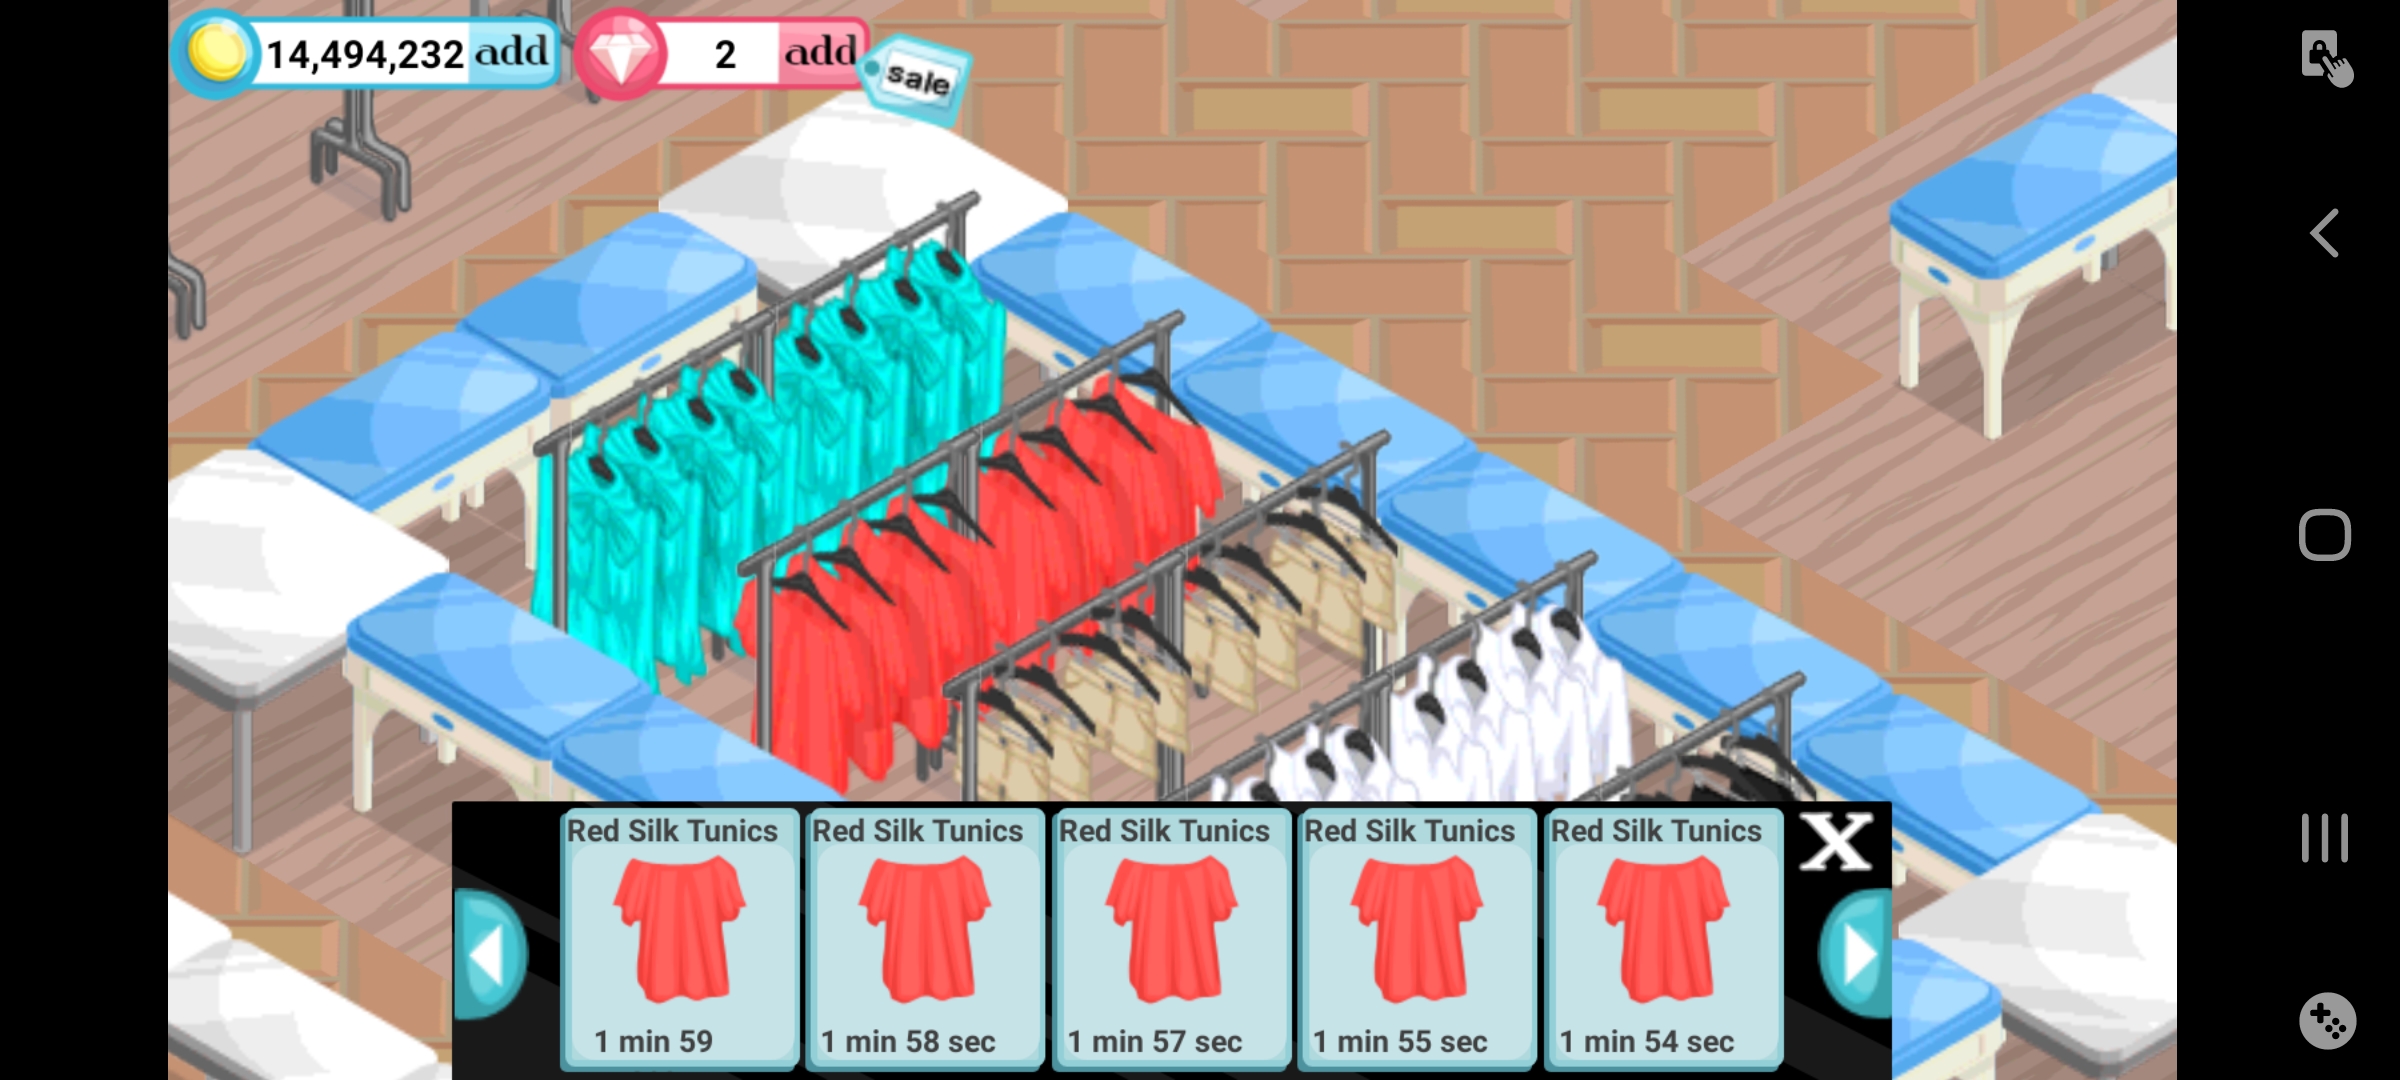 14,494,232 add
2 add
sale
Red Silk Tunics
1 min 59
Red Silk Tunics
1 min 58 sec
Red Silk Tunics
1 min 57 sec
Red Silk Tunics
1 min 55 sec
Red Silk Tunics
1 min 54 sec
X